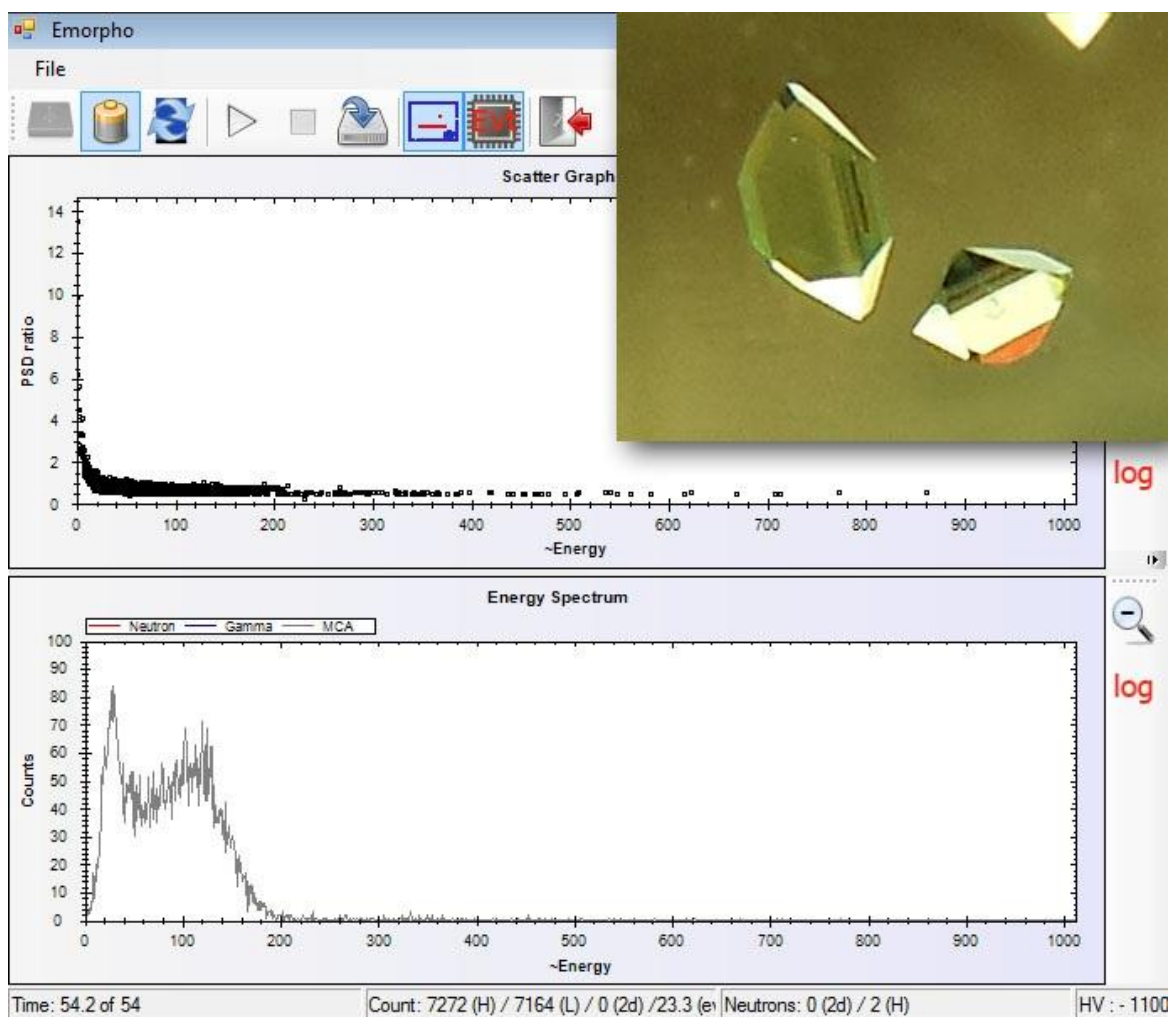 Emorpho
File
EVt
Scatter Graph
14
12
10
8
6
4
2
0
PSD ratio
0 100 200 300 400 500 600 700 800 900 1000
~Energy
log
Energy Spectrum
Neutron Gamma MCA
100
90
80
70
60
50
40
30
20
10
0
Counts
0 100 200 300 400 500 600 700 800 900 1000
~Energy
log
Time: 54.2 of 54 Count: 7272 (H) / 7164 (L) / 0 (2d) /23.3 (ev Neutrons: 0 (2d) / 2 (H) HV : - 1100